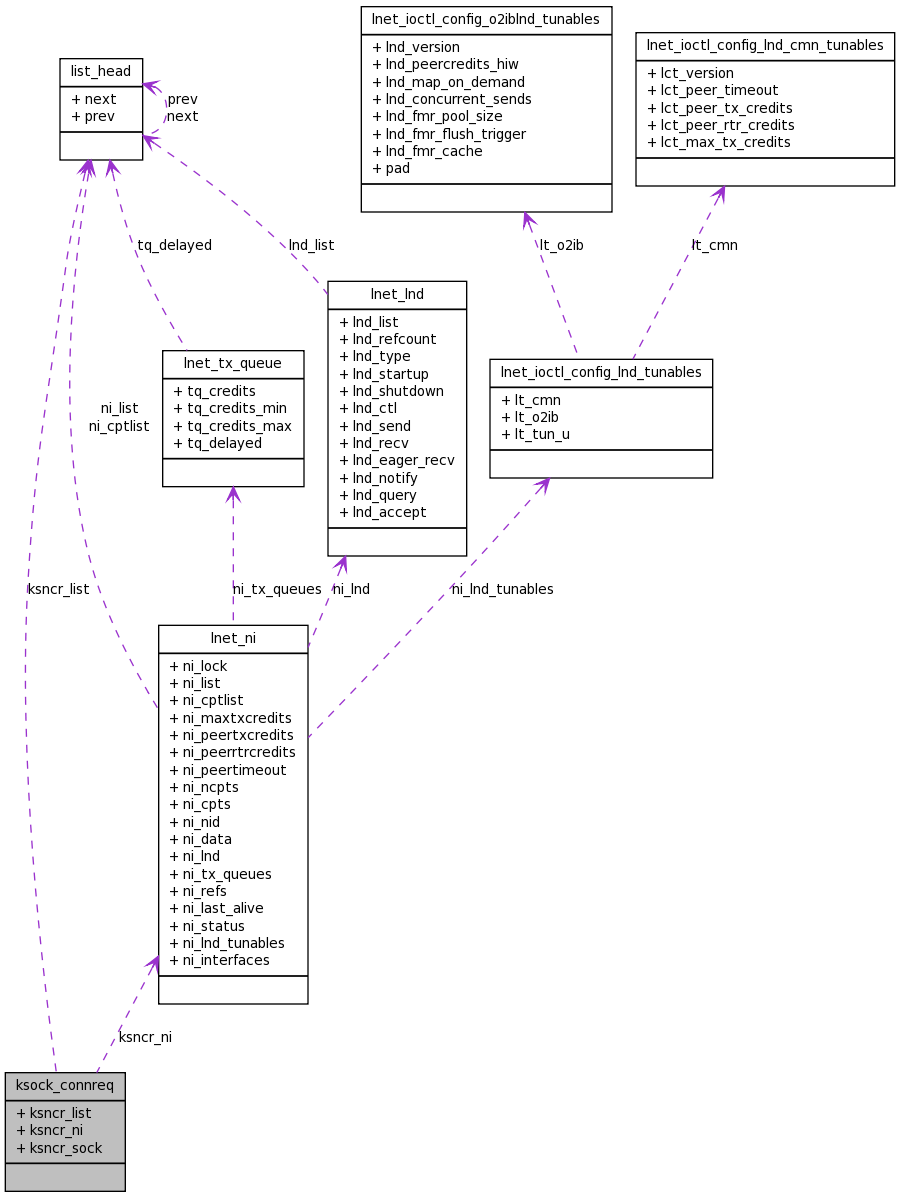 lnet_ioctl_config_o2iblnd_tunables
+ lnd_version
+ lnd_peercredits_hiw
+ lnd_map_on_demand
+ lnd_concurrent_sends
+ lnd_fmr_pool_size
+ lnd_fmr_flush_trigger
+ lnd_fmr_cache
+ pad
lnet_ioctl_config_lnd_cmn_tunables
+ lct_version
+ lct_peer_timeout
+ lct_peer_tx_credits
+ lct_peer_rtr_credits
+ lct_max_tx_credits
list_head
+ next
+ prev
prev
next
tq_delayed
lnd_list
lt_o2ib
lt_cmn
lnet_lnd
+ lnd_list
+ lnd_refcount
+ lnd_type
+ lnd_startup
+ lnd_shutdown
+ lnd_ctl
+ lnd_send
+ lnd_recv
+ lnd_eager_recv
+ lnd_notify
+ lnd_query
+ lnd_accept
lnet_tx_queue
+ tq_credits
+ tq_credits_min
+ tq_credits_max
+ tq_delayed
lnet_ioctl_config_lnd_tunables
+ lt_cmn
+ lt_o2ib
+ lt_tun_u
ni_list
ni_cptlist
ksncr_list
ni_tx_queues
ni_lnd
ni_lnd_tunables
lnet_ni
+ ni_lock
+ ni_list
+ ni_cptlist
+ ni_maxtxcredits
+ ni_peertxcredits
+ ni_peerrtrcredits
+ ni_peertimeout
+ ni_ncpts
+ ni_cpts
+ ni_nid
+ ni_data
+ ni_lnd
+ ni_tx_queues
+ ni_refs
+ ni_last_alive
+ ni_status
+ ni_lnd_tunables
+ ni_interfaces
ksncr_ni
ksock_connreq
+ ksncr_list
+ ksncr_ni
+ ksncr_sock